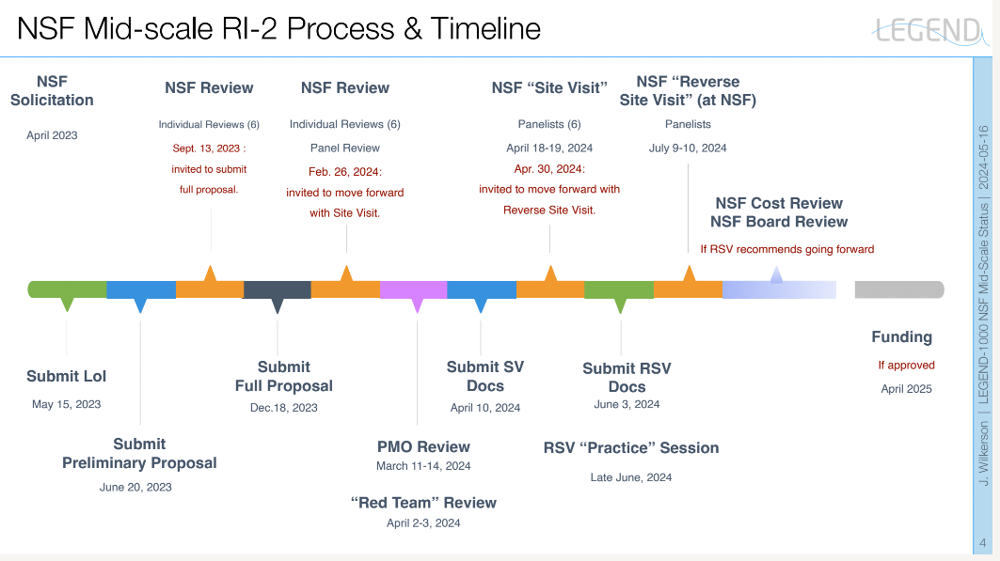 NSF Mid-scale RI-2 Process & Timeline
LEGEND
NSF
Solicitation
April 2023
NSF Review
Individual Reviews (6)
Sept. 13, 2023 :
invited to submit
full proposal.
NSF Review
Individual Reviews (6)
Panel Review
Feb. 26, 2024:
invited to move forward
with Site Visit.
NSF “Site Visit”
Panelists (6)
April 18-19, 2024
Apr. 30, 2024:
invited to move forward with
Reverse Site Visit.
NSF “Reverse
Site Visit” (at NSF)
Panelists
July 9-10, 2024
NSF Cost Review
NSF Board Review
If RSV recommends going forward
Submit LoI
May 15, 2023
Submit
Preliminary Proposal
June 20, 2023
Submit
Full Proposal
Dec.18, 2023
PMO Review
March 11-14, 2024
“Red Team” Review
April 2-3, 2024
Submit SV
Docs
April 10, 2024
Submit RSV
Docs
June 3, 2024
RSV “Practice” Session
Late June, 2024
Funding
If approved
April 2025
J. Wilkerson | LEGEND-1000 NSF Mid-Scale Status | 2024-05-16
4